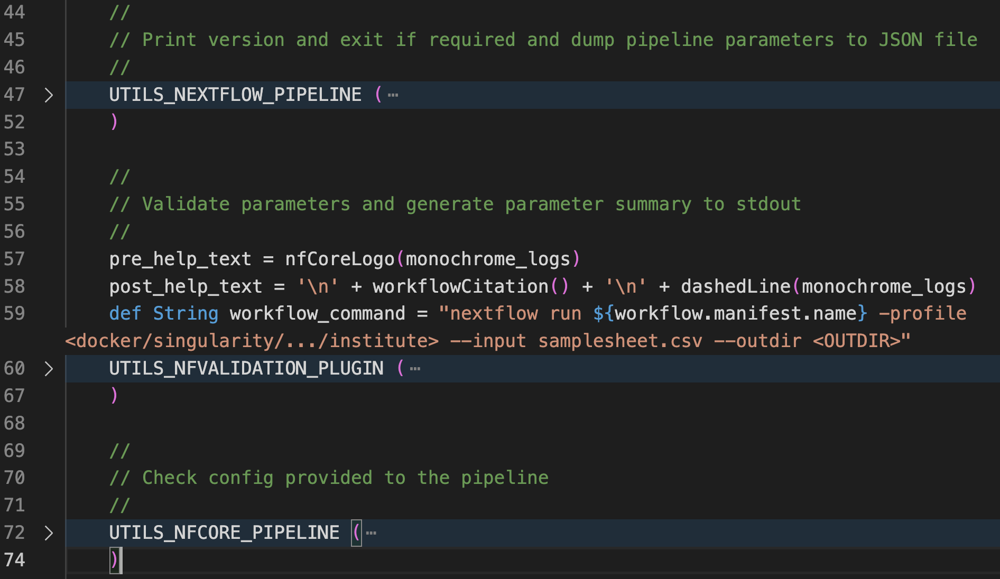 44 //
45 // Print version and exit if required and dump pipeline parameters to JSON file
46 //
47 > UTILS_NEXTFLOW_PIPELINE ( ⋯
52 )
53
54 //
55 // Validate parameters and generate parameter summary to stdout
56 //
57 pre_help_text = nfCoreLogo(monochrome_logs)
58 post_help_text = '\n' + workflowCitation() + '\n' + dashedLine(monochrome_logs)
59 def String workflow_command = "nextflow run ${workflow.manifest.name} -profile
<docker/singularity/.../institute> --input samplesheet.csv --outdir <OUTDIR>"
60 > UTILS_NFVALIDATION_PLUGIN ( ⋯
67 )
68
69 //
70 // Check config provided to the pipeline
71 //
72 > UTILS_NFCORE_PIPELINE ( ⋯
74 )